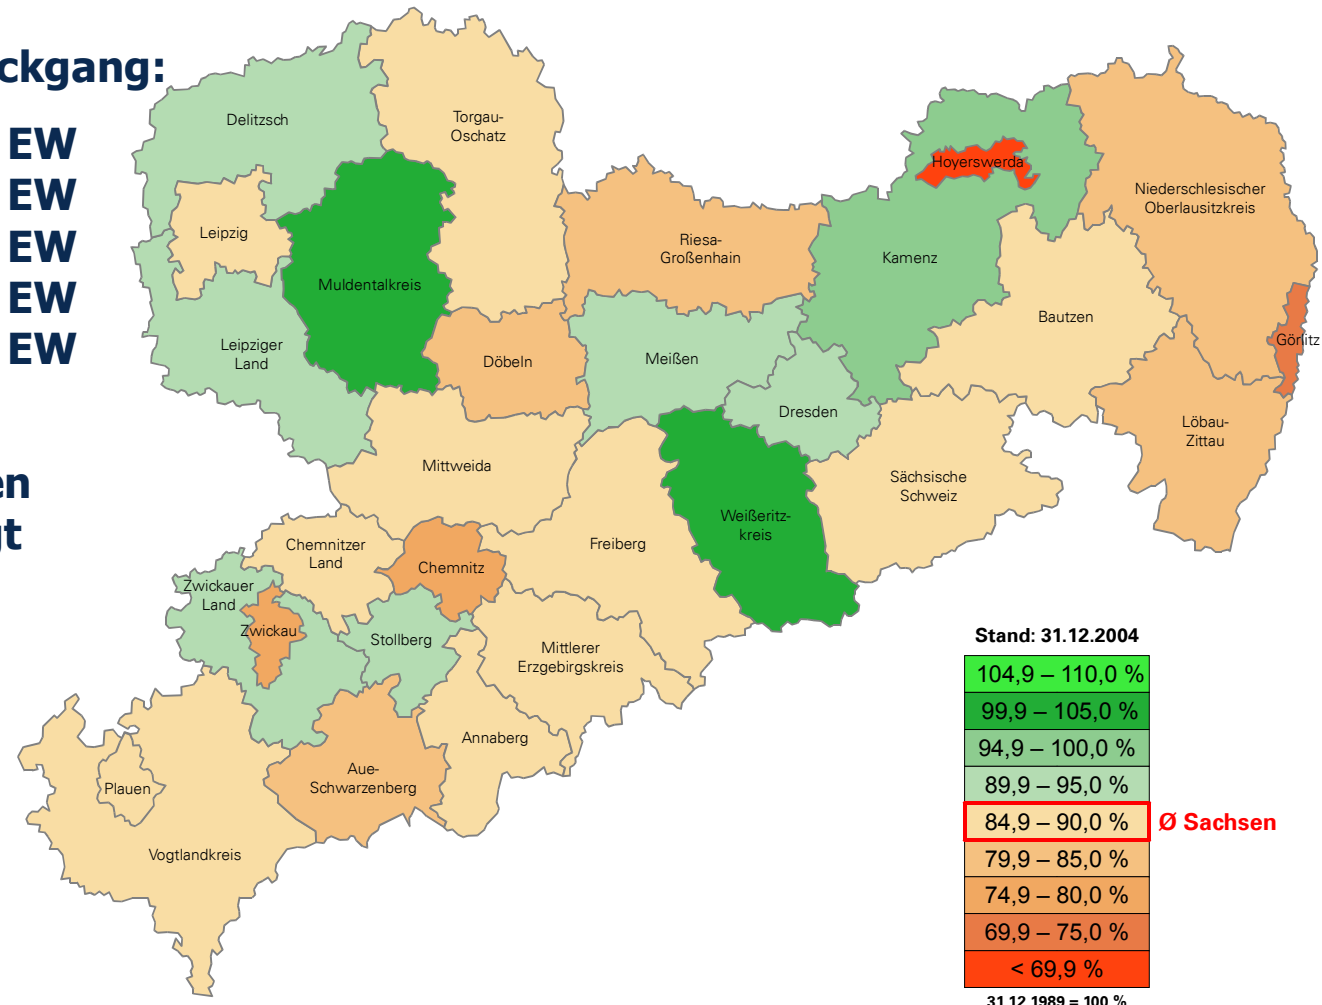 ckgang:
EW
EW
EW
EW
EW
en
gt
Delitzsch
Torgau-
Oschatz
Leipzig
Muldentalkreis
Leipziger
Land
Döbeln
Riesa-
Großenhain
Meißen
Dresden
Kamenz
Hoyerswerda
Niederschlesischer
Oberlausitzkreis
Bautzen
Görlitz
Löbau-
Zittau
Sächsische
Schweiz
Weißeritz-
kreis
Mittweida
Freiberg
Chemnitzer
Land
Chemnitz
Zwickauer
Land
Zwickau
Stollberg
Mittlerer
Erzgebirgskreis
Annaberg
Aue-
Schwarzenberg
Plauen
Vogtlandkreis
Stand: 31.12.2004
104,9 – 110,0 %
99,9 – 105,0 %
94,9 – 100,0 %
89,9 – 95,0 %
84,9 – 90,0 % Ø Sachsen
79,9 – 85,0 %
74,9 – 80,0 %
69,9 – 75,0 %
< 69,9 %
31.12.1989 = 100 %